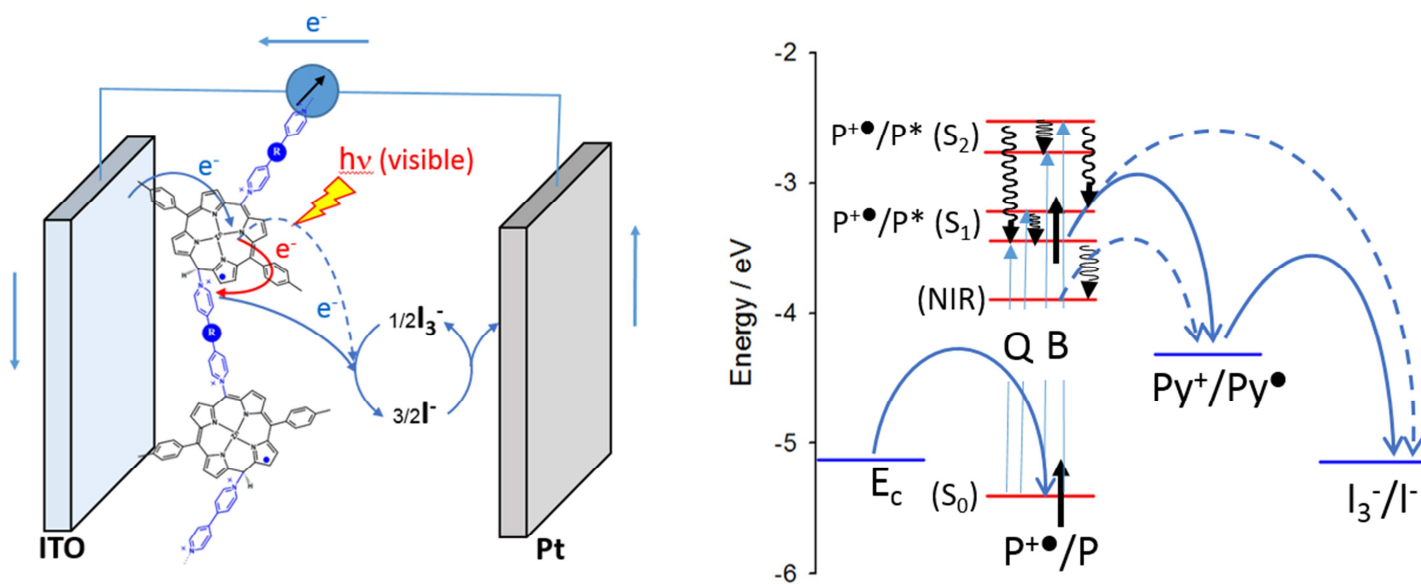 e⁻
R
hν (visible)
e⁻
N
+
N
N
N
N
e⁻
H
•
N
+
e⁻
R
1/2I₃⁻
3/2I⁻
N
+
N
N
N
N
•
H
N
+
N
+
ITO
Pt
-2
-3
-4
-5
-6
Energy / eV
P⁺●/P* (S₂)
P⁺●/P* (S₁)
(NIR)
Q B
Py⁺/Py●
E꜀
(S₀)
P⁺●/P
I₃⁻/I⁻